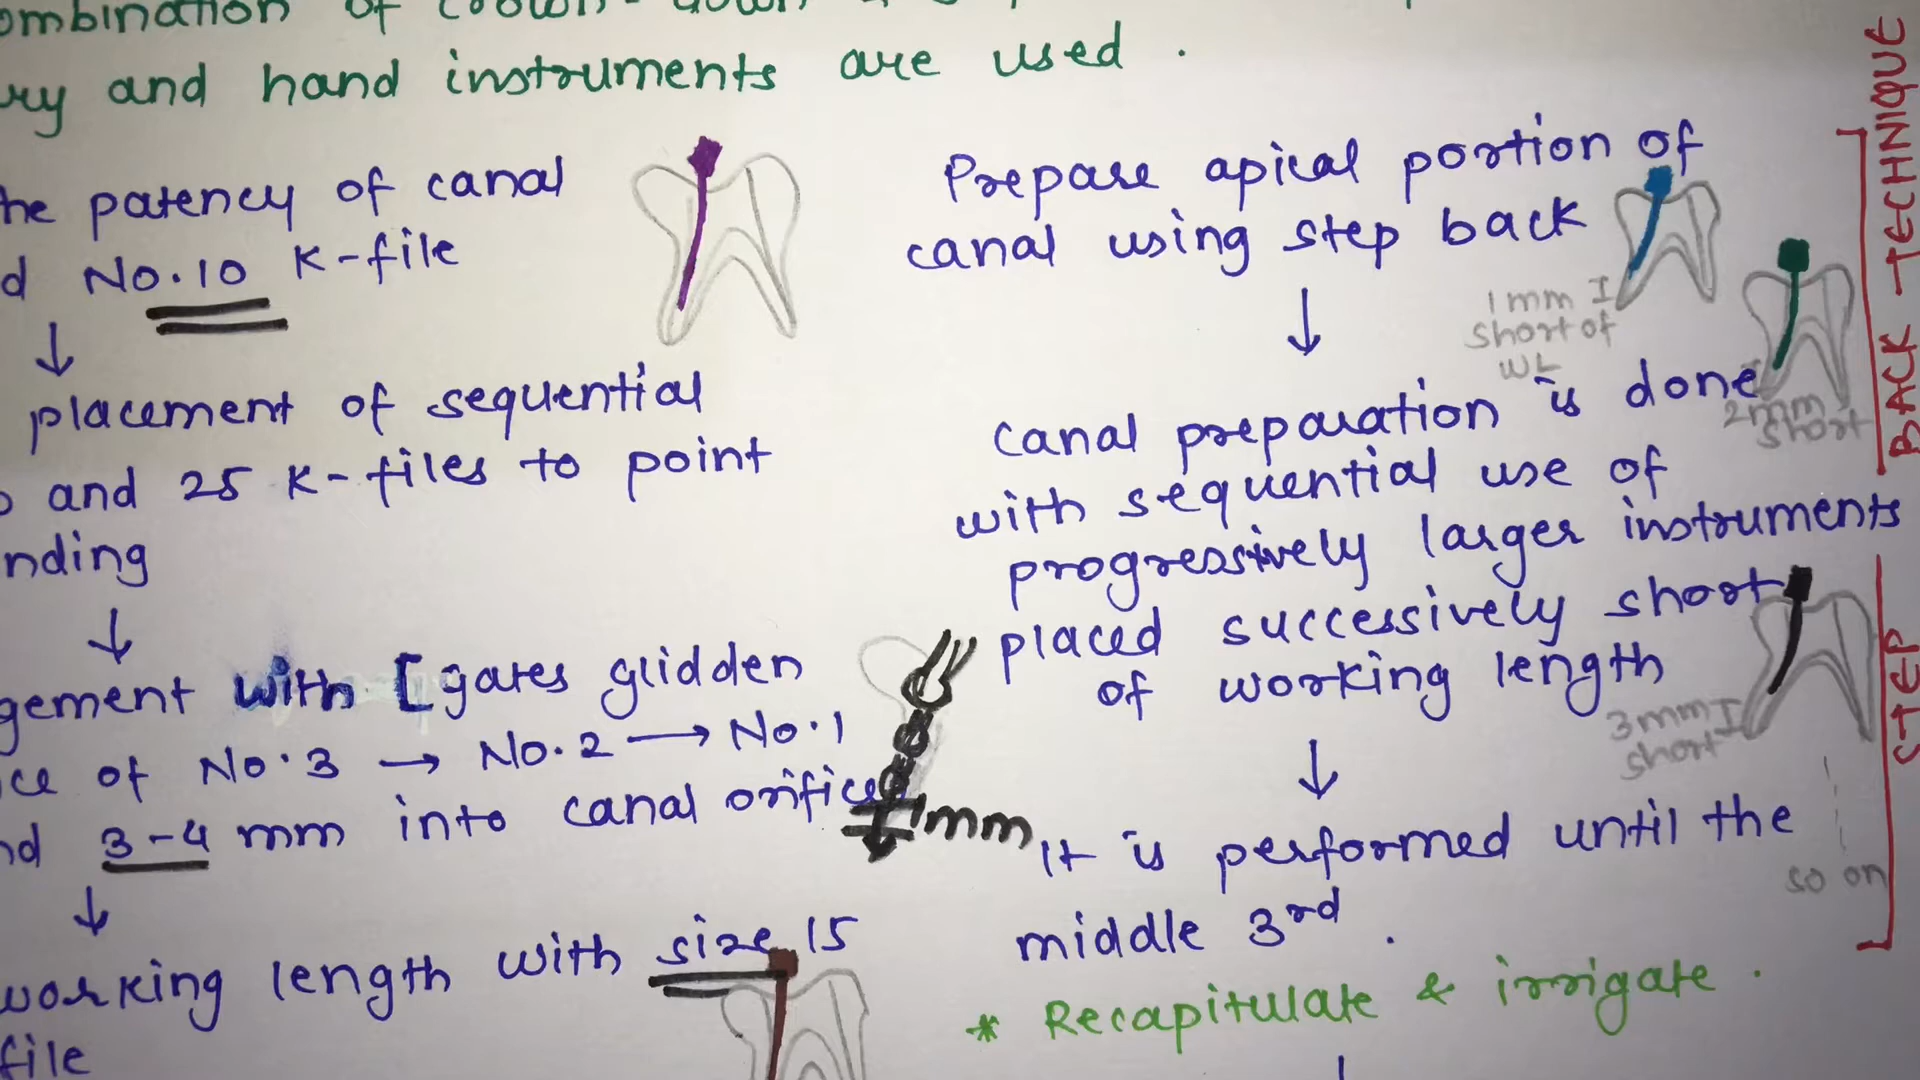 ombination of crown-down
ry and hand instruments are used.
he patency of canal
d No.10 K-file
↓
placement of sequential
and 25 K-files to point
nding
↓
gement with [gates glidden
ce of No.3 → No.2 → No.1
nd 3-4 mm into canal orifice
1mm
↓
working length with size 15
file
Prepare apical portion of
canal using step back
1mm
short of
WL
↓
2mm
short
canal preparation is done
with sequential use of
progressively larger instruments
placed successively short
of working length
3mm
short
↓
It is performed until the
middle 3rd.
so on
* Recapitulate & irrigate.
STEP BACK TECHNIQUE